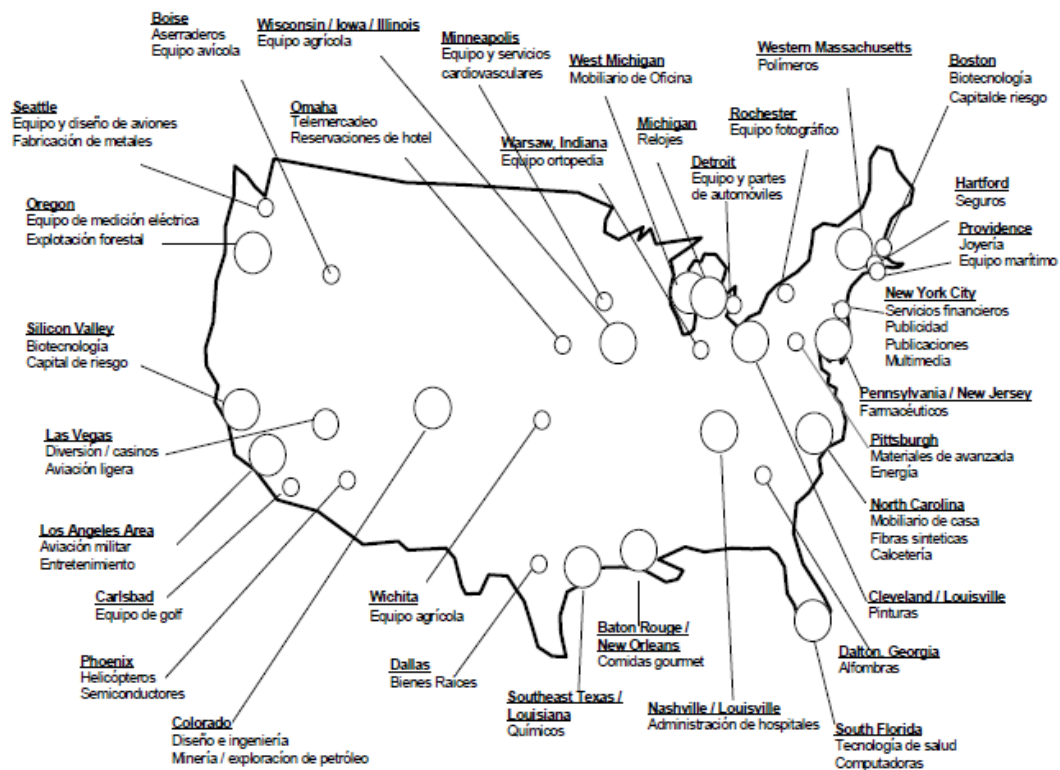 Boise
Aserraderos
Equipo avícola
Wisconsin / Iowa / Illinois
Equipo agrícola
Minneapolis
Equipo y servicios
cardiovasculares
West Michigan
Mobiliario de Oficina
Western Massachusetts
Polímeros
Boston
Biotecnología
Capitalde riesgo
Seattle
Equipo y diseño de aviones
Fabricación de metales
Omaha
Telemercadeo
Reservaciones de hotel
Warsaw, Indiana
Equipo ortopedia
Michigan
Relojes
Rochester
Equipo fotográfico
Detroit
Equipo y partes
de automóviles
Hartford
Seguros
Providence
Joyería
Equipo marítimo
Oregon
Equipo de medición eléctrica
Explotación forestal
New York City
Servicios financieros
Publicidad
Publicaciones
Multimedia
Silicon Valley
Biotecnología
Capital de riesgo
Pennsylvania / New Jersey
Farmacéuticos
Las Vegas
Diversión / casinos
Aviación ligera
Pittsburgh
Materiales de avanzada
Energía
North Carolina
Mobiliario de casa
Fibras sinteticas
Calcetería
Los Angeles Area
Aviación militar
Entretenimiento
Carlsbad
Equipo de golf
Wichita
Equipo agrícola
Cleveland / Louisville
Pinturas
Baton Rouge /
New Orleans
Comidas gourmet
Dalton, Georgia
Alfombras
Phoenix
Helicópteros
Semiconductores
Dallas
Bienes Raíces
Southeast Texas /
Louisiana
Químicos
Nashville / Louisville
Administración de hospitales
Colorado
Diseño e ingeniería
Minería / exploracíon de petróleo
South Florida
Tecnología de salud
Computadoras